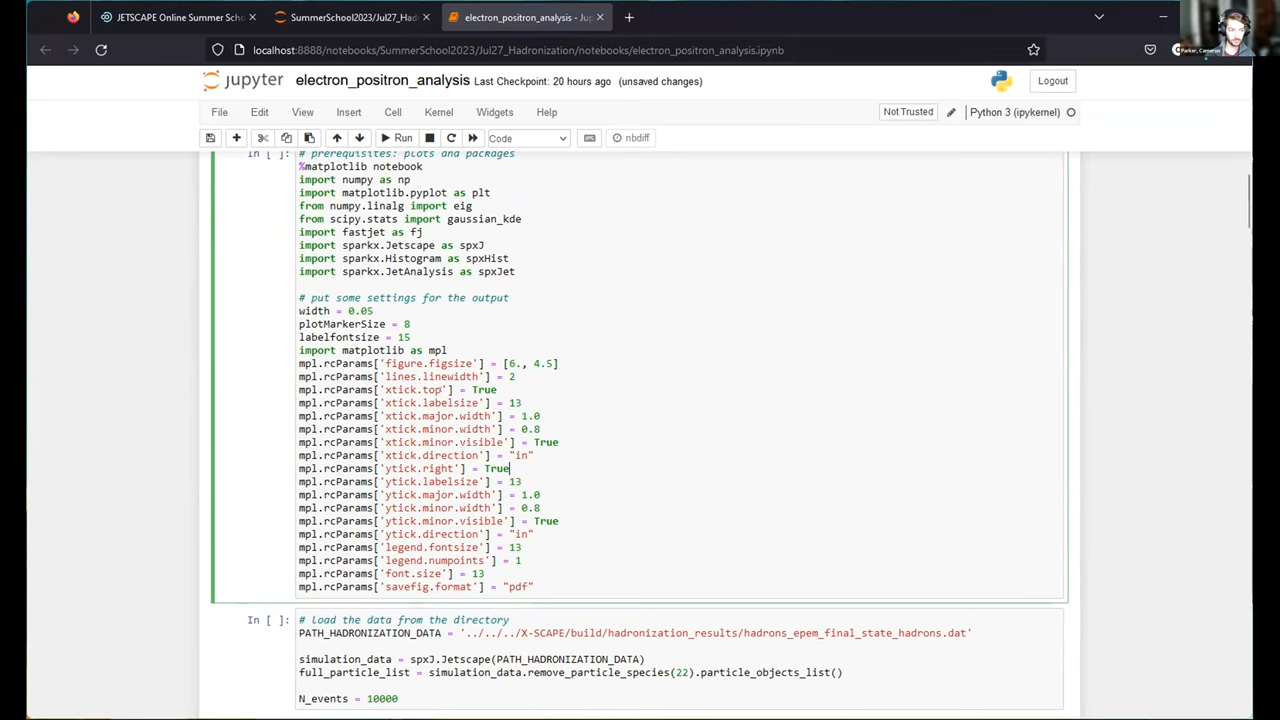 JETSCAPE Online Summer Sch
SummerSchool2023/Jul27_Had
electron_positron_analysis - Jup
localhost:8888/notebooks/SummerSchool2023/Jul27_Hadronization/notebooks/electron_positron_analysis.ipynb
Parker, Cameron
jupyter electron_positron_analysis Last Checkpoint: 20 hours ago (unsaved changes)
Logout
File Edit View Insert Cell Kernel Widgets Help
Not Trusted
Python 3 (ipykernel)
Run
Code
nbdiff
In [ ]:
# prerequisites: plots and packages
%matplotlib notebook
import numpy as np
import matplotlib.pyplot as plt
from numpy.linalg import eig
from scipy.stats import gaussian_kde
import fastjet as fj
import sparkx.Jetscape as spxJ
import sparkx.Histogram as spxHist
import sparkx.JetAnalysis as spxJet
# put some settings for the output
width = 0.05
plotMarkerSize = 8
labelfontsize = 15
import matplotlib as mpl
mpl.rcParams['figure.figsize'] = [6., 4.5]
mpl.rcParams['lines.linewidth'] = 2
mpl.rcParams['xtick.top'] = True
mpl.rcParams['xtick.labelsize'] = 13
mpl.rcParams['xtick.major.width'] = 1.0
mpl.rcParams['xtick.minor.width'] = 0.8
mpl.rcParams['xtick.minor.visible'] = True
mpl.rcParams['xtick.direction'] = "in"
mpl.rcParams['ytick.right'] = True
mpl.rcParams['ytick.labelsize'] = 13
mpl.rcParams['ytick.major.width'] = 1.0
mpl.rcParams['ytick.minor.width'] = 0.8
mpl.rcParams['ytick.minor.visible'] = True
mpl.rcParams['ytick.direction'] = "in"
mpl.rcParams['legend.fontsize'] = 13
mpl.rcParams['legend.numpoints'] = 1
mpl.rcParams['font.size'] = 13
mpl.rcParams['savefig.format'] = "pdf"
In [ ]:
# load the data from the directory
PATH_HADRONIZATION_DATA = '../../../X-SCAPE/build/hadronization_results/hadrons_epem_final_state_hadrons.dat'
simulation_data = spxJ.Jetscape(PATH_HADRONIZATION_DATA)
full_particle_list = simulation_data.remove_particle_species(22).particle_objects_list()
N_events = 10000